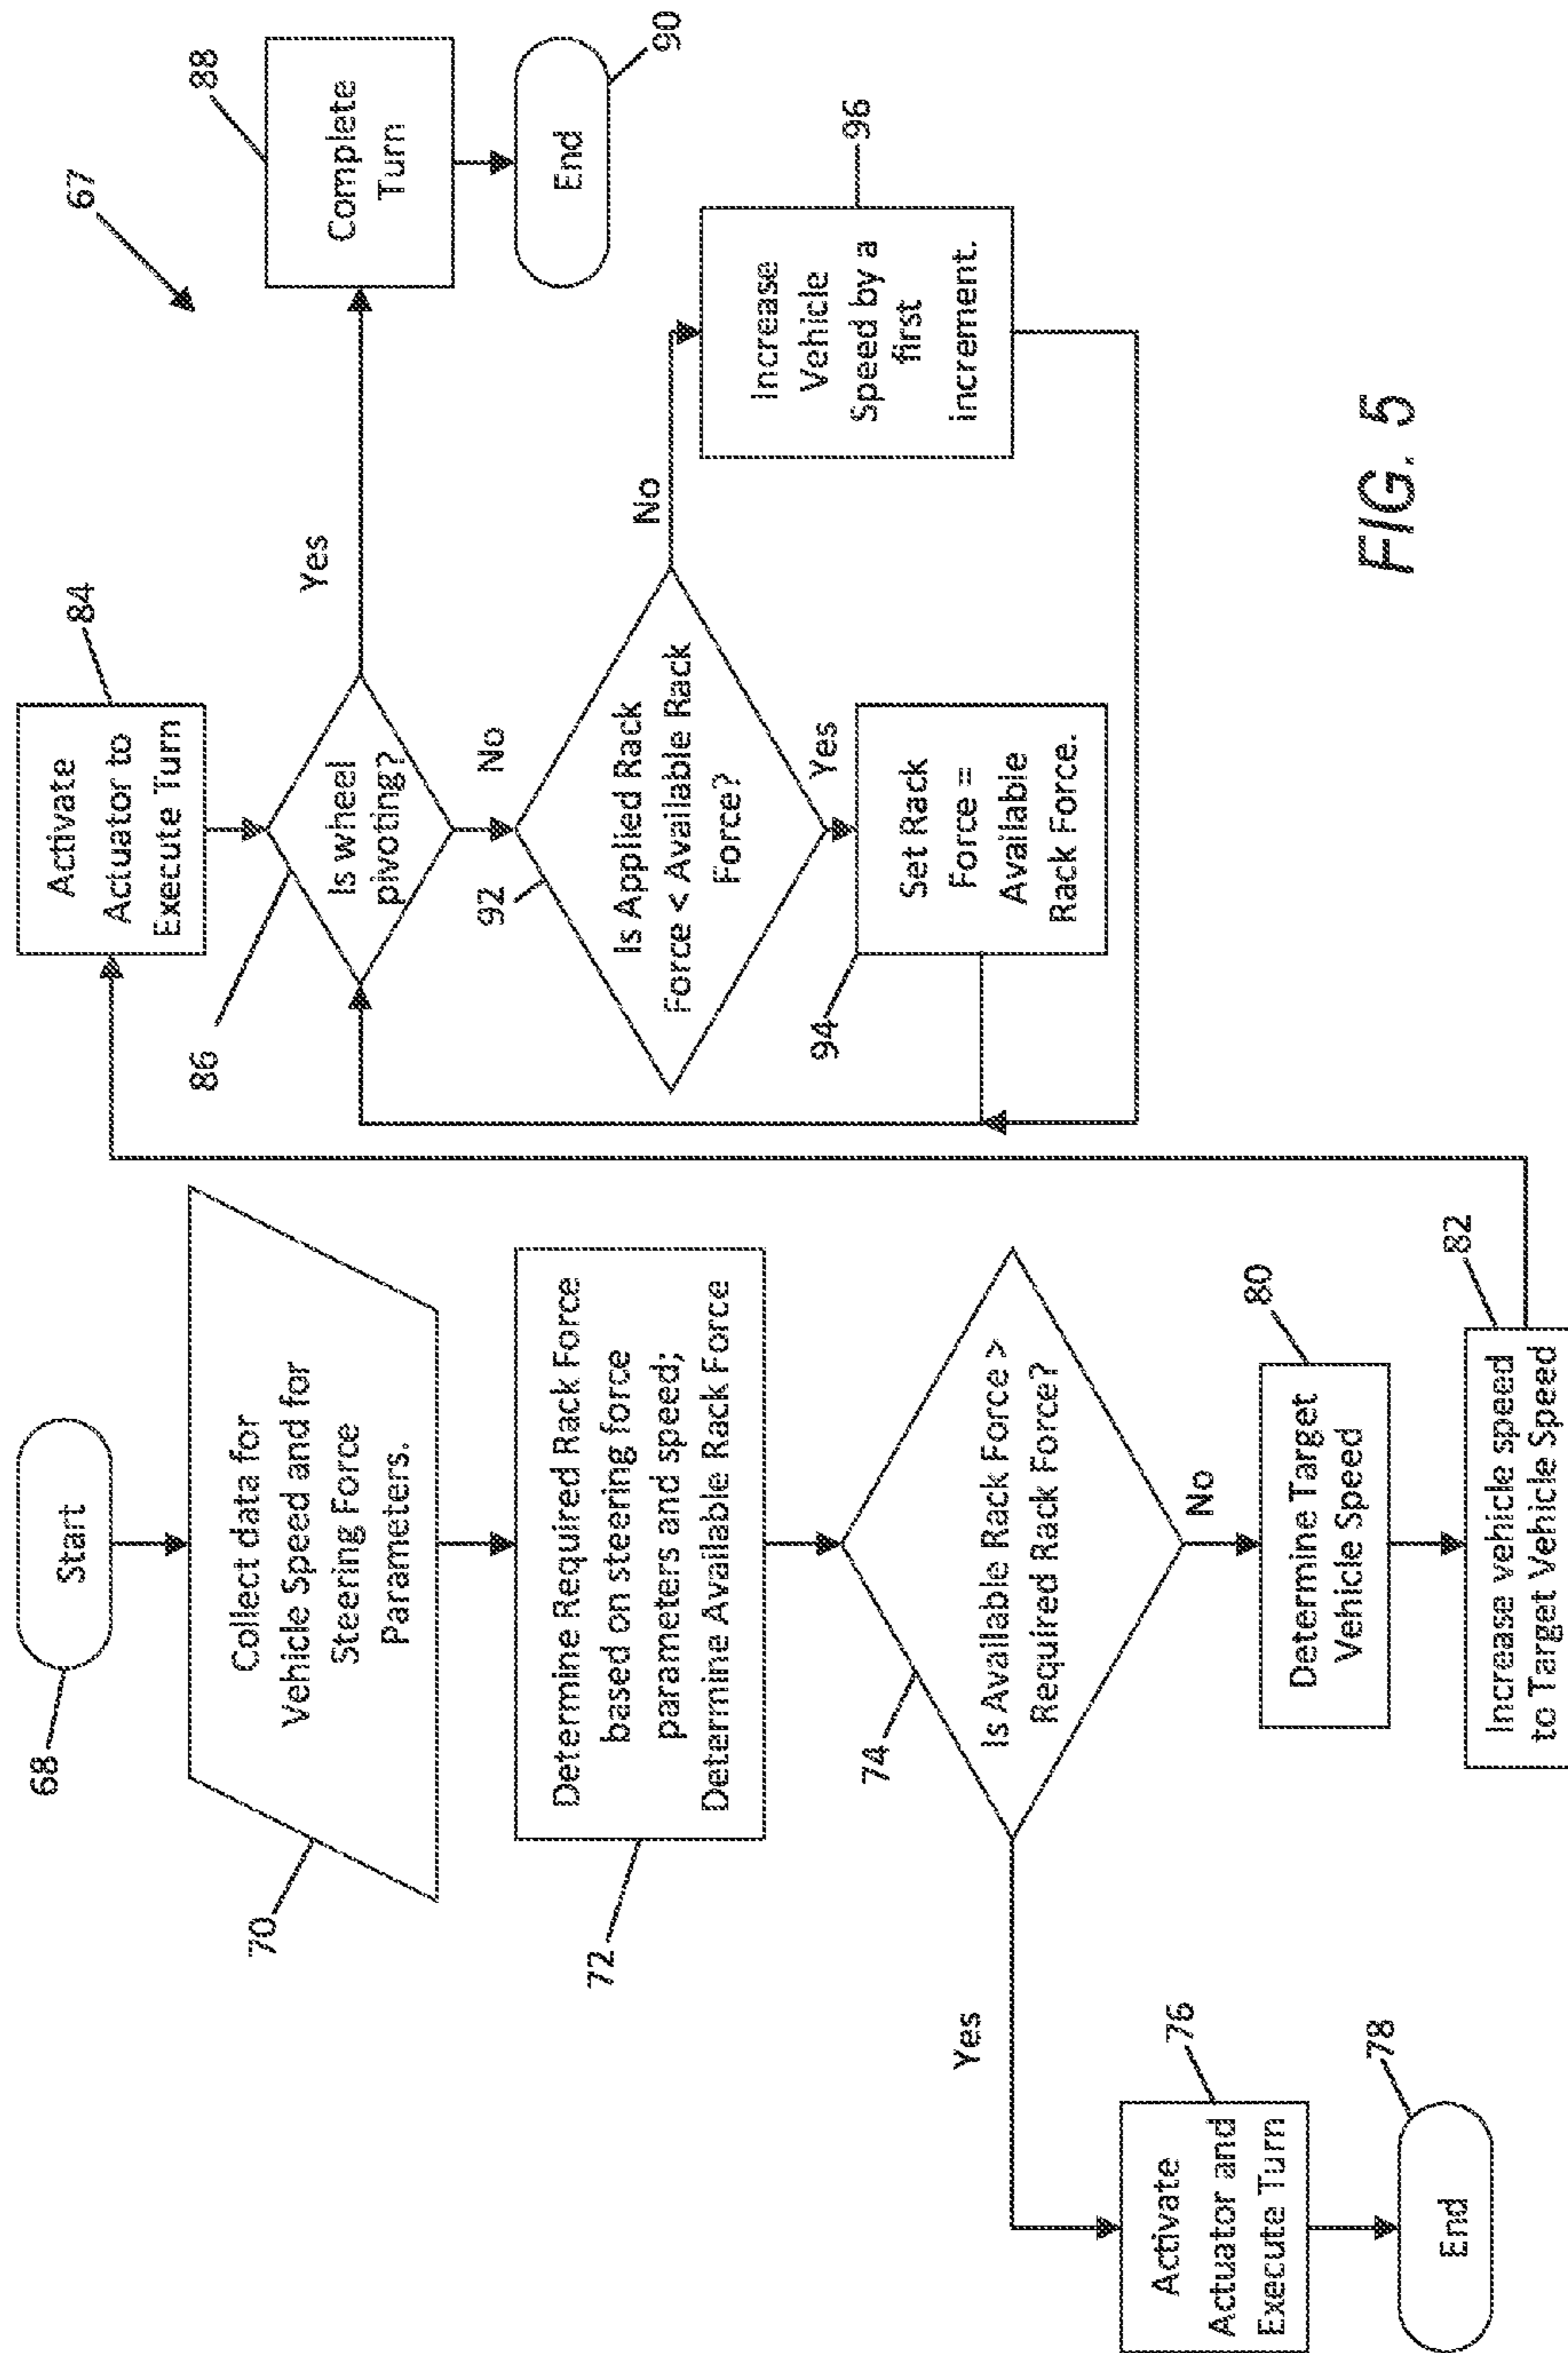 67
68
Start
70
Collect data for
Vehicle Speed and for
Steering Force
Parameters.
72
Determine Required Rack Force
based on steering force
parameters and speed;
Determine Available Rack Force
74
Is Available Rack Force >
Required Rack Force?
Yes
76
Activate
Actuator and
Execute Turn
78
End
No
80
Determine Target
Vehicle Speed
82
Increase vehicle speed
to Target Vehicle Speed
84
Activate
Actuator to
Execute Turn
86
Is wheel
pivoting?
Yes
88
Complete
Turn
90
End
No
92
Is Applied Rack
Force < Available Rack
Force?
Yes
94
Set Rack
Force =
Available
Rack Force.
No
96
Increase
Vehicle
Speed by a
first
increment.
FIG. 5